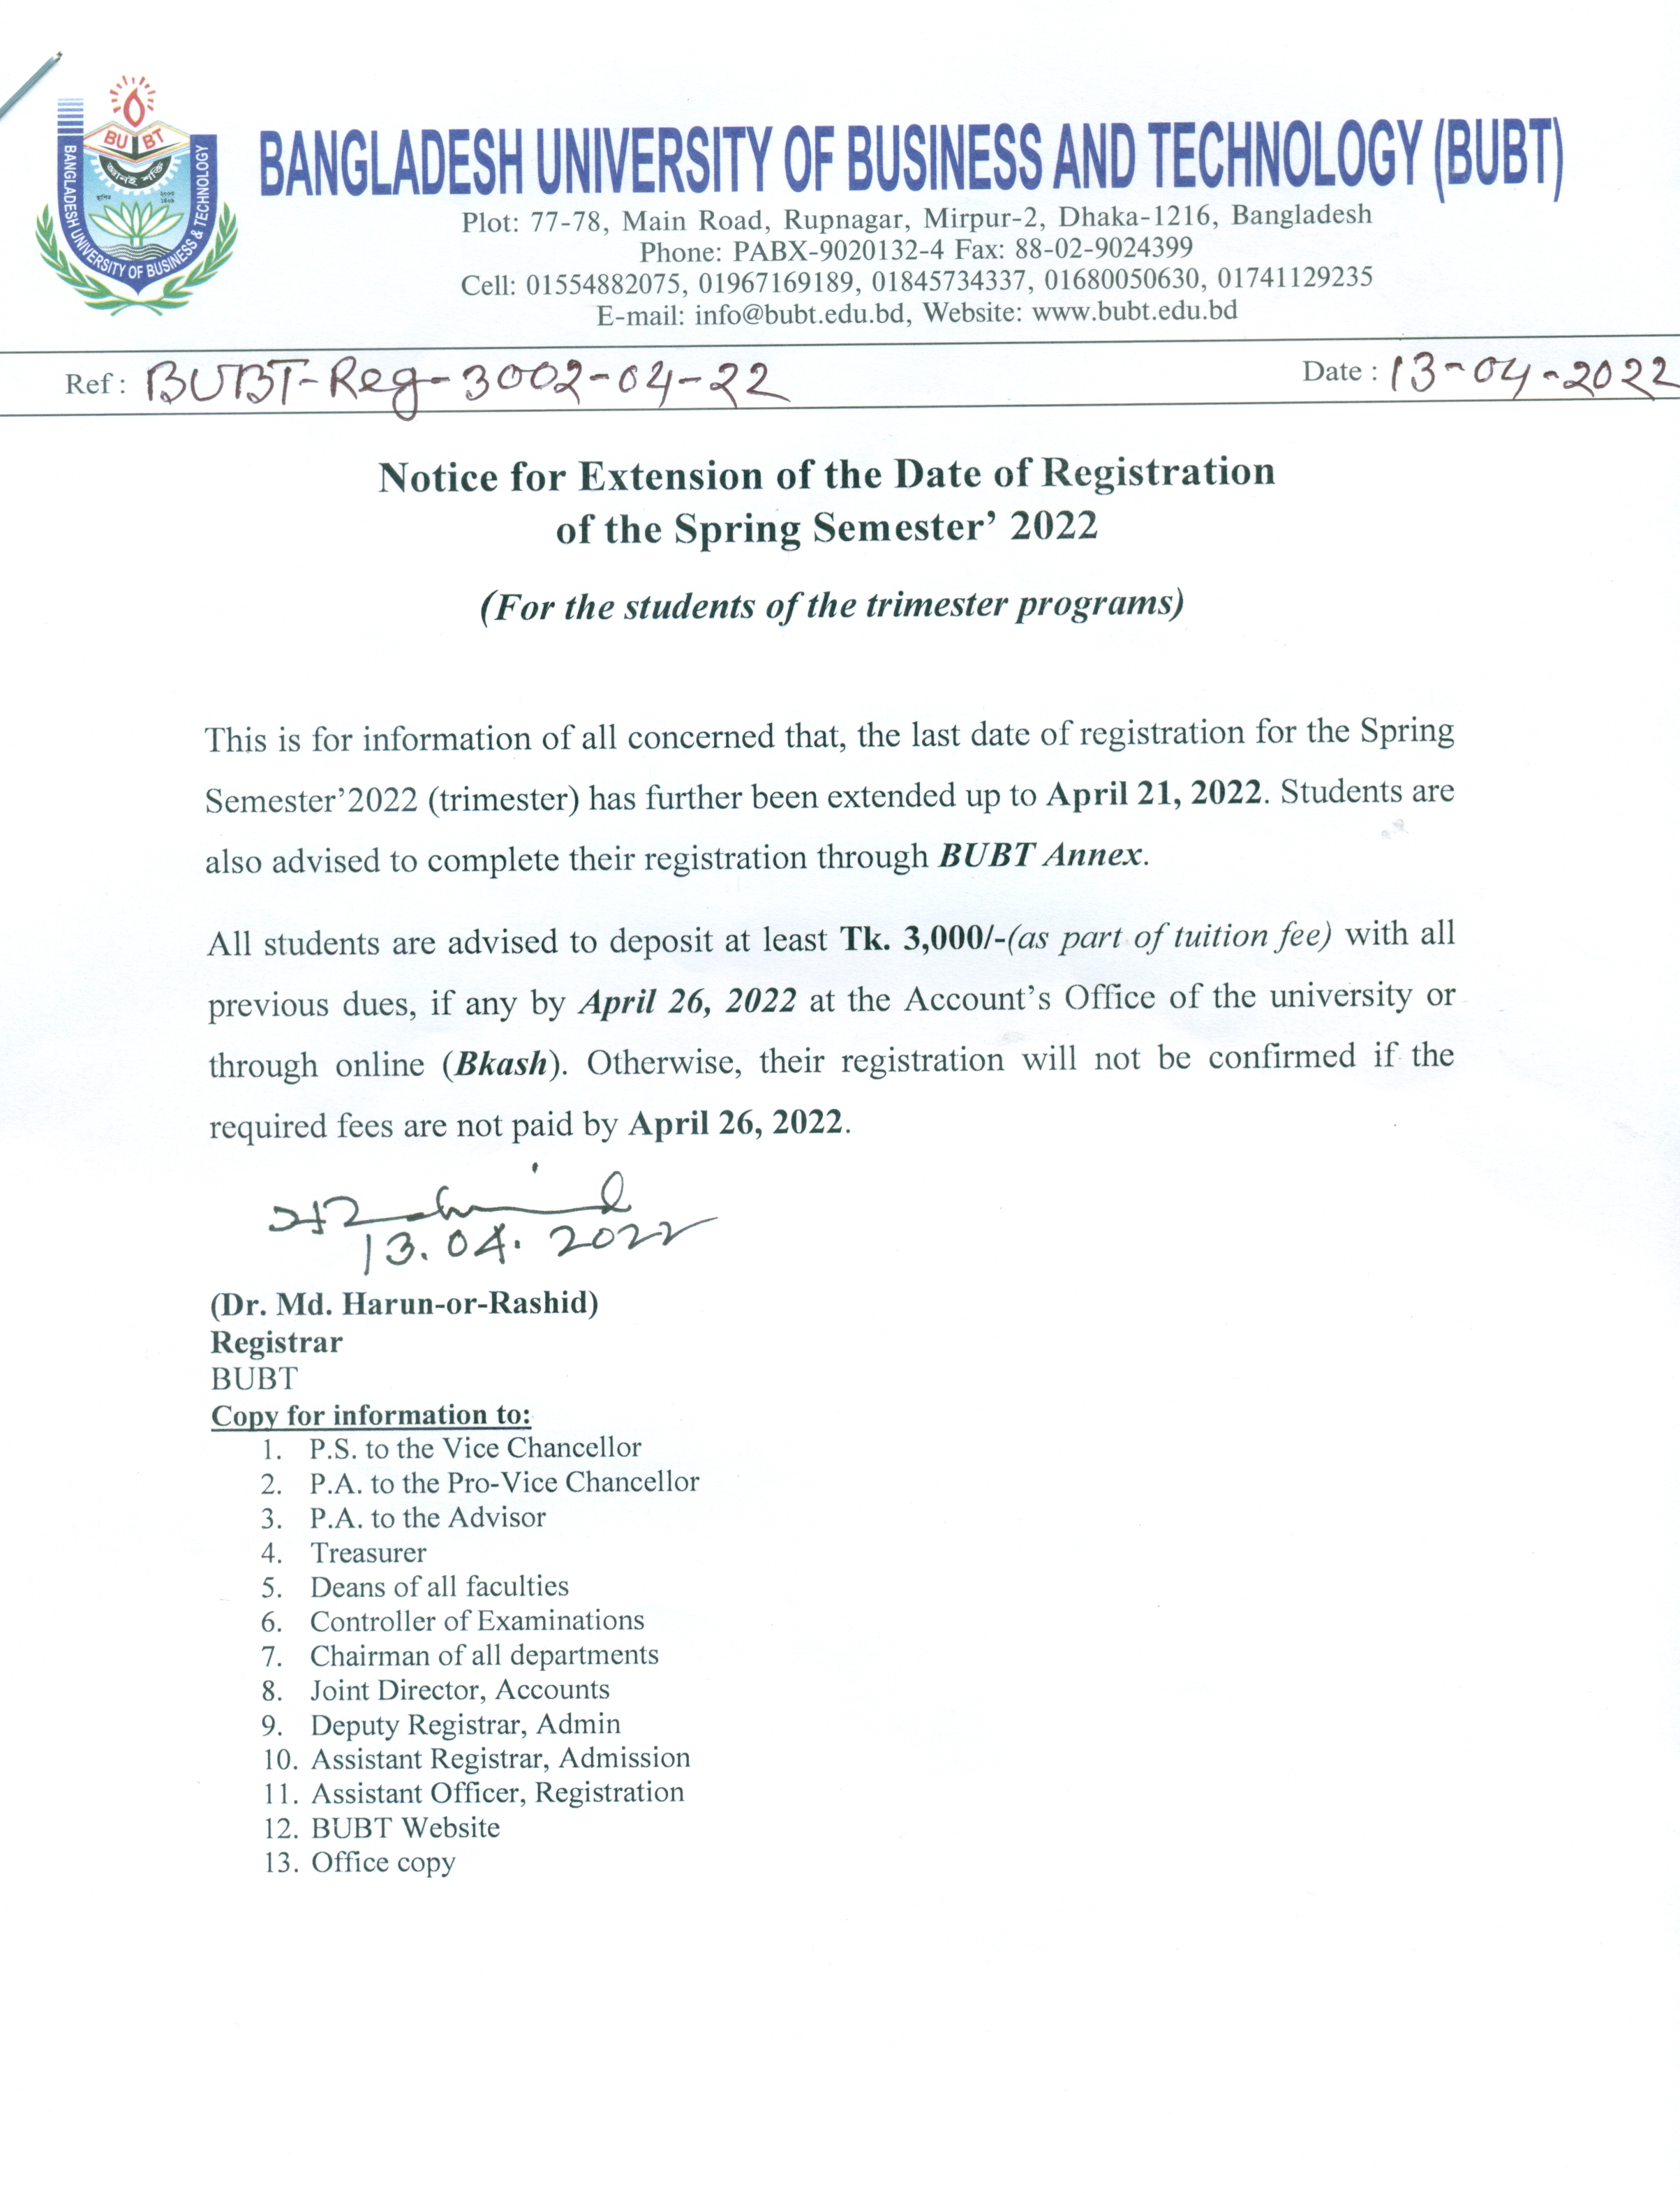 BANGLADESH UNIVERSITY OF BUSINESS & TECHNOLOGY
BU BT
জ্ঞানই শক্তি
BANGLADESH UNIVERSITY OF BUSINESS AND TECHNOLOGY (BUBT)
Plot: 77-78, Main Road, Rupnagar, Mirpur-2, Dhaka-1216, Bangladesh
Phone: PABX-9020132-4 Fax: 88-02-9024399
Cell: 01554882075, 01967169189, 01845734337, 01680050630, 01741129235
E-mail: info@bubt.edu.bd, Website: www.bubt.edu.bd
Ref : BUBT-Reg-3002-04-22 Date : 13-04-2022
Notice for Extension of the Date of Registration
of the Spring Semester’ 2022
(For the students of the trimester programs)
This is for information of all concerned that, the last date of registration for the Spring
Semester’2022 (trimester) has further been extended up to April 21, 2022. Students are
also advised to complete their registration through BUBT Annex.
All students are advised to deposit at least Tk. 3,000/-(as part of tuition fee) with all
previous dues, if any by April 26, 2022 at the Account’s Office of the university or
through online (Bkash). Otherwise, their registration will not be confirmed if the
required fees are not paid by April 26, 2022.
13.04.2022
(Dr. Md. Harun-or-Rashid)
Registrar
BUBT
Copy for information to:
1. P.S. to the Vice Chancellor
2. P.A. to the Pro-Vice Chancellor
3. P.A. to the Advisor
4. Treasurer
5. Deans of all faculties
6. Controller of Examinations
7. Chairman of all departments
8. Joint Director, Accounts
9. Deputy Registrar, Admin
10. Assistant Registrar, Admission
11. Assistant Officer, Registration
12. BUBT Website
13. Office copy